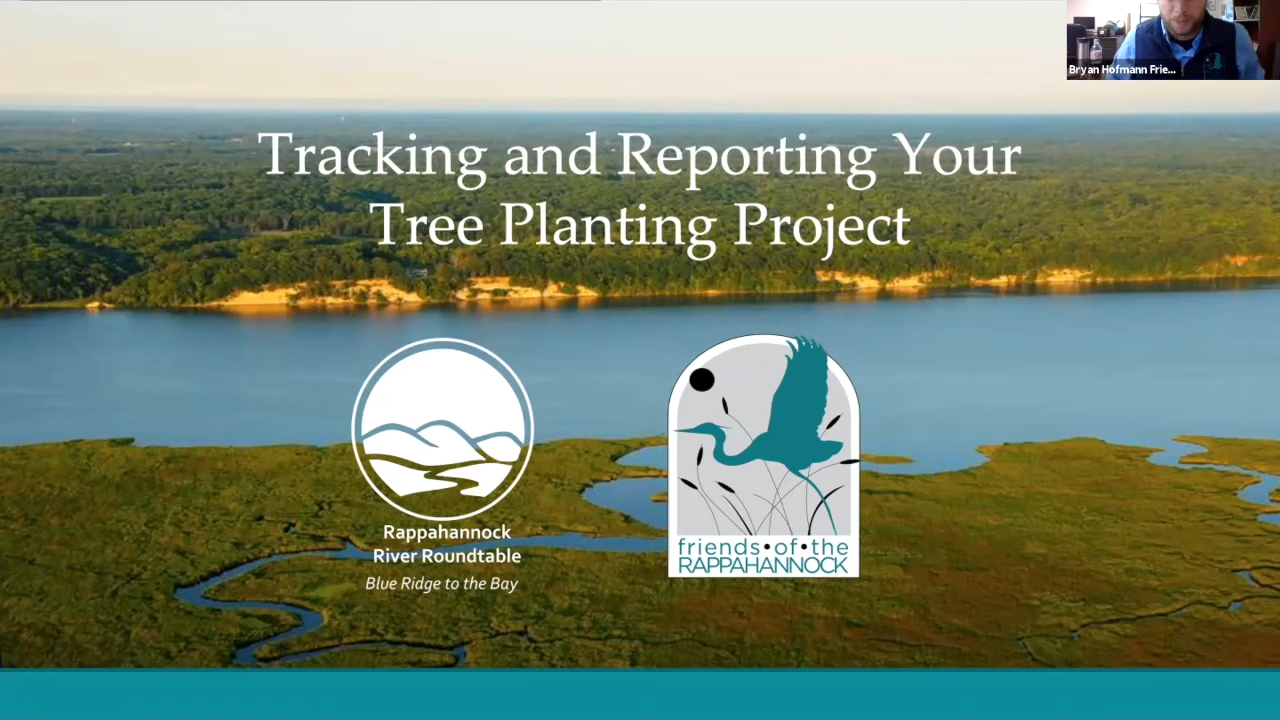 Bryan Hofmann Frie...
Tracking and Reporting Your
Tree Planting Project
Rappahannock
River Roundtable
Blue Ridge to the Bay
friends•of•the
RAPPAHANNOCK